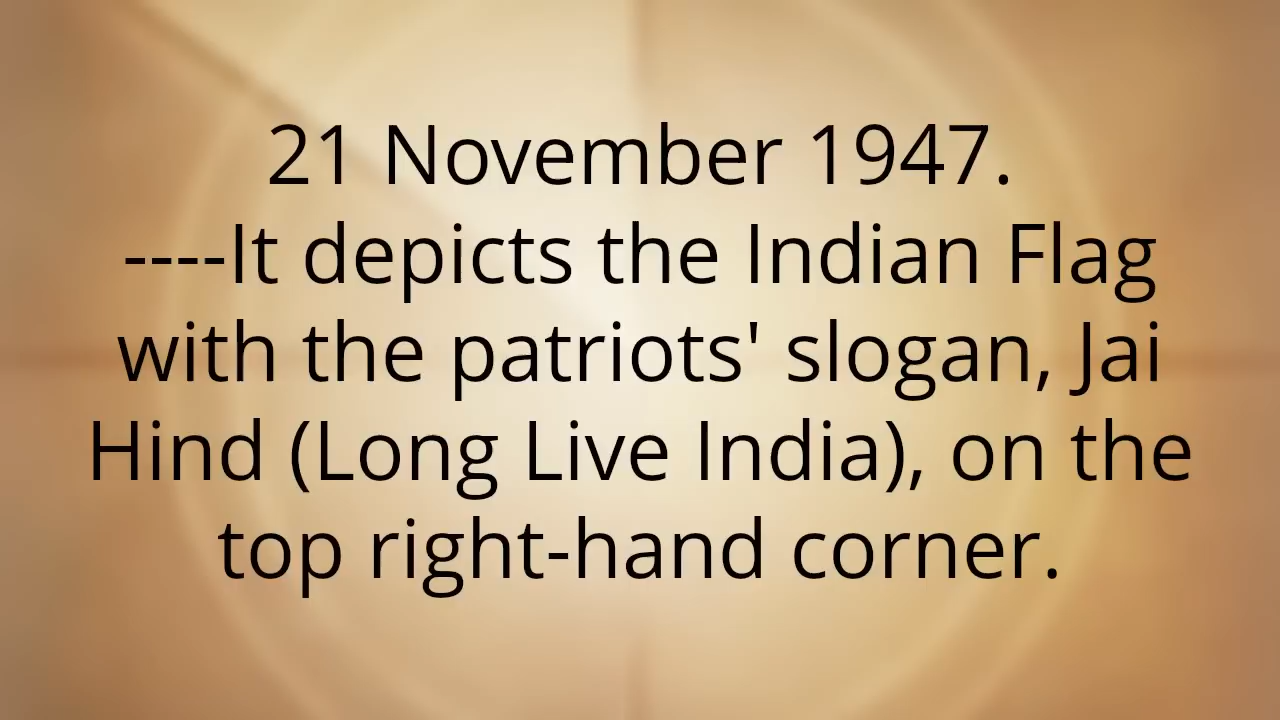 21 November 1947.
----It depicts the Indian Flag
with the patriots' slogan, Jai
Hind (Long Live India), on the
top right-hand corner.